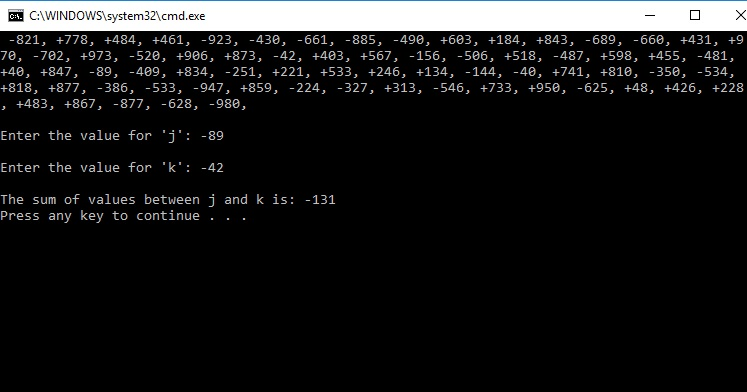 C:\WINDOWS\system32\cmd.exe
-821, +778, +484, +461, -923, -430, -661, -885, -490, +603, +184, +843, -689, -660, +431, +9
70, -702, +973, -520, +906, +873, -42, +403, +567, -156, -506, +518, -487, +598, +455, -481,
+40, +847, -89, -409, +834, -251, +221, +533, +246, +134, -144, -40, +741, +810, -350, -534,
+818, +877, -386, -533, -947, +859, -224, -327, +313, -546, +733, +950, -625, +48, +426, +228
, +483, +867, -877, -628, -980,
Enter the value for 'j': -89
Enter the value for 'k': -42
The sum of values between j and k is: -131
Press any key to continue . . .